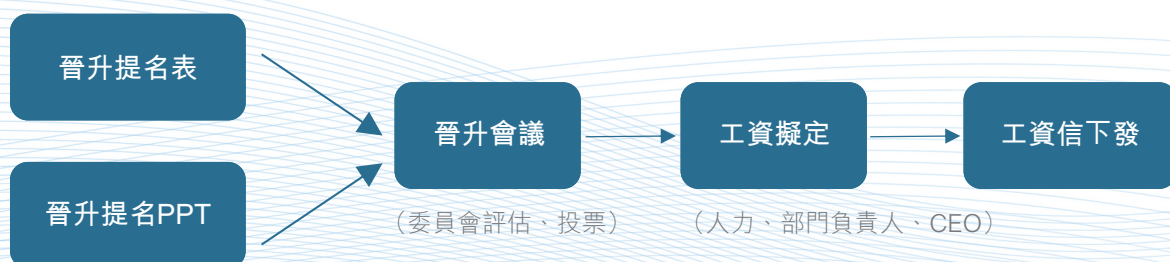 晉升提名表
晉升提名PPT
晉升會議
（委員會評估、投票）
工資擬定
（人力、部門負責人、CEO）
工資信下發